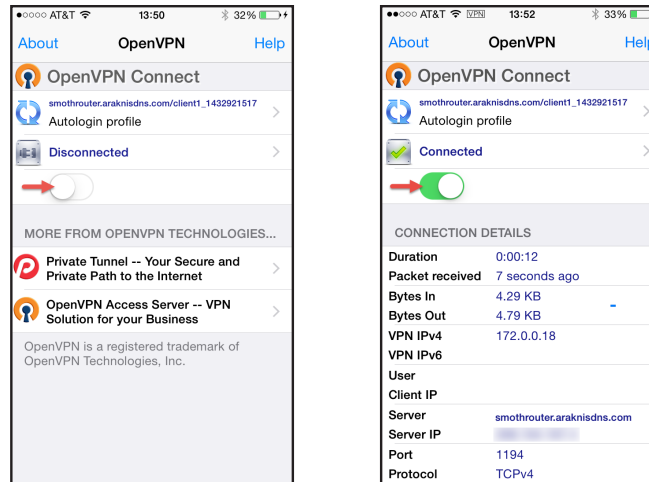 AT&T 13:50 32%
About OpenVPN Help
OpenVPN Connect
smothrouter.araknisdns.com/client1_1432921517
Autologin profile
Disconnected
MORE FROM OPENVPN TECHNOLOGIES...
Private Tunnel -- Your Secure and
Private Path to the Internet
OpenVPN Access Server -- VPN
Solution for your Business
OpenVPN is a registered trademark of
OpenVPN Technologies, Inc.
AT&T VPN 13:52 33%
About OpenVPN Help
OpenVPN Connect
smothrouter.araknisdns.com/client1_1432921517
Autologin profile
Connected
CONNECTION DETAILS
Duration 0:00:12
Packet received 7 seconds ago
Bytes In 4.29 KB
Bytes Out 4.79 KB
VPN IPv4 172.0.0.18
VPN IPv6
User
Client IP
Server smothrouter.araknisdns.com
Server IP
Port 1194
Protocol TCPv4